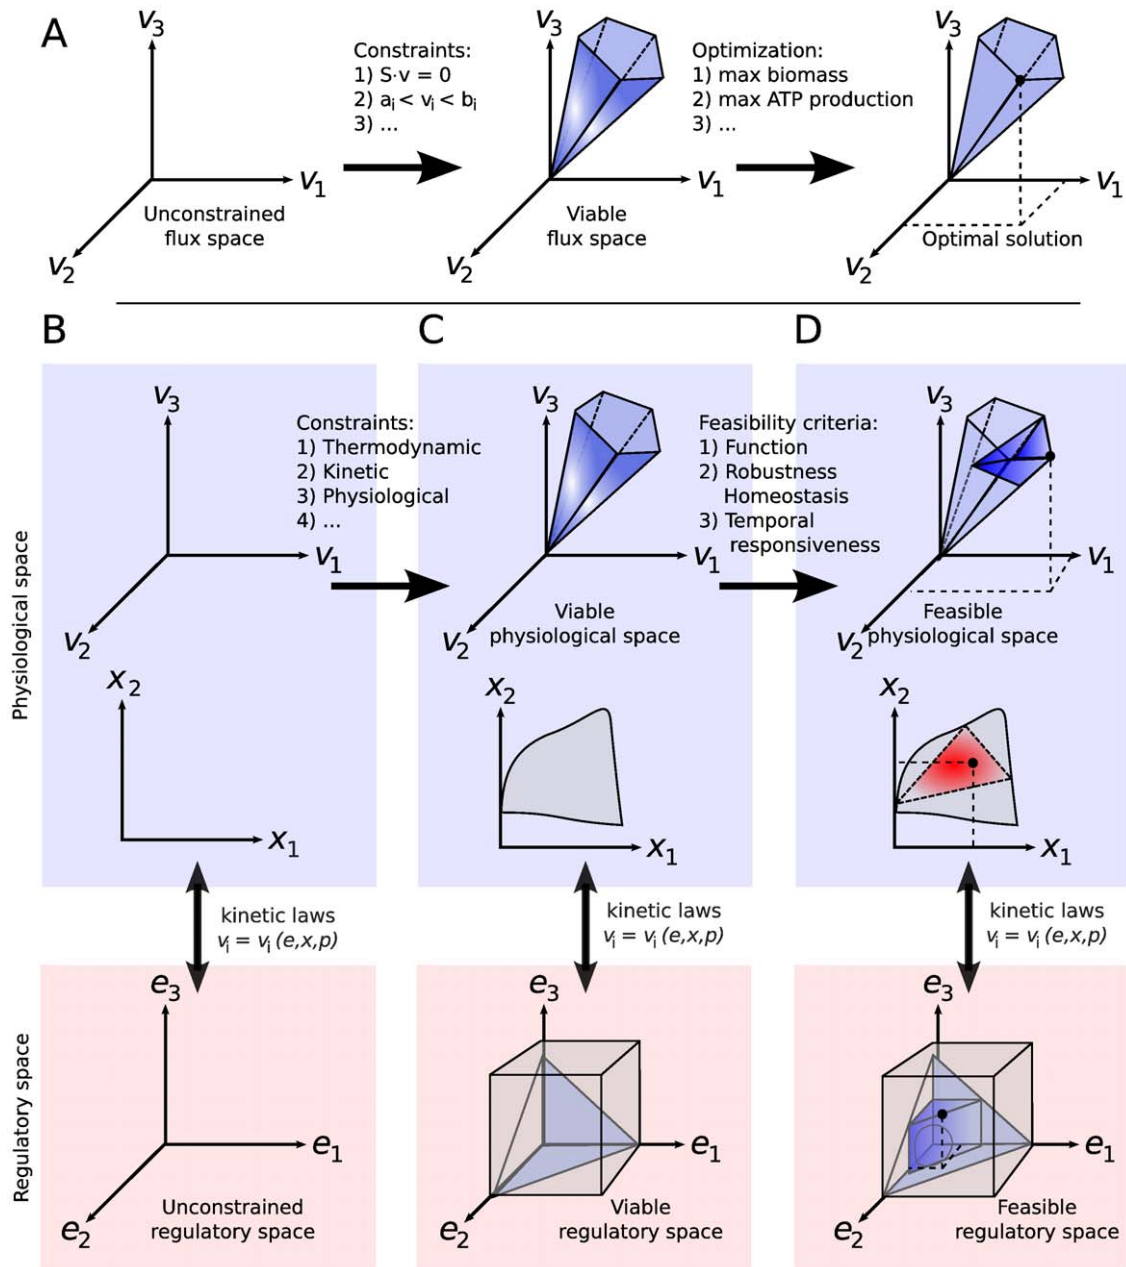 A
v3
v1
v2
Unconstrained
flux space
Constraints:
1) S·v = 0
2) ai < vi < bi
3) ...
v3
v1
v2
Viable
flux space
Optimization:
1) max biomass
2) max ATP production
3) ...
v3
v1
v2
Optimal solution
B
C
D
Physiological space
v3
v1
v2
x2
x1
Constraints:
1) Thermodynamic
2) Kinetic
3) Physiological
4) ...
v3
v1
v2
Viable
physiological space
x2
x1
Feasibility criteria:
1) Function
2) Robustness
Homeostasis
3) Temporal
responsiveness
v3
v1
v2
Feasible
physiological space
x2
x1
kinetic laws
vi = vi (e,x,p)
kinetic laws
vi = vi (e,x,p)
kinetic laws
vi = vi (e,x,p)
Regulatory space
e3
e1
e2
Unconstrained
regulatory space
e3
e1
e2
Viable
regulatory space
e3
e1
e2
Feasible
regulatory space